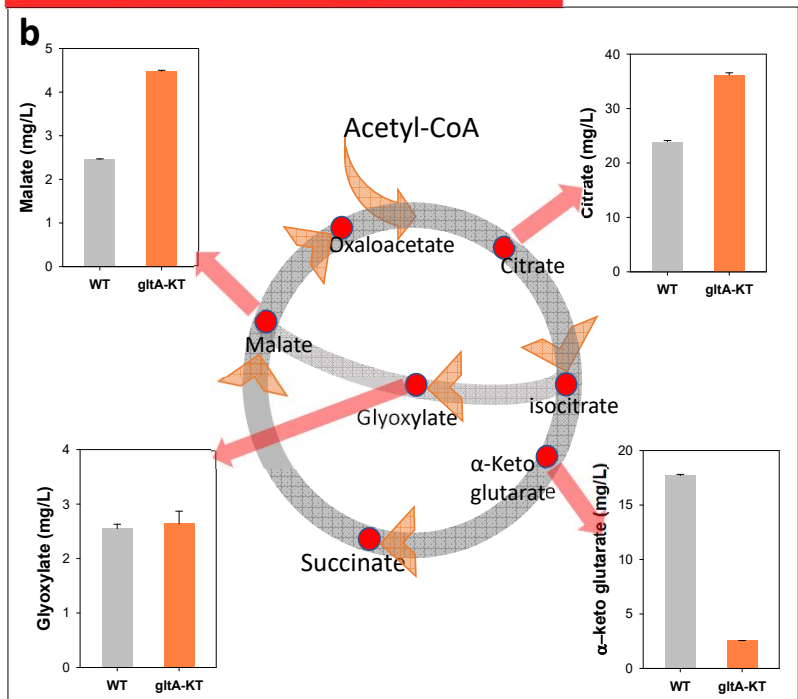 b
Malate (mg/L)
5
4
3
2
1
0
WT gltA-KT
Acetyl-CoA
Citrate (mg/L)
40
30
20
10
0
WT gltA-KT
Oxaloacetate
Citrate
Malate
isocitrate
Glyoxylate
α-Keto
glutarate
Succinate
Glyoxylate (mg/L)
4
3
2
1
0
WT gltA-KT
α–keto glutarate (mg/L)
20
15
10
5
0
WT gltA-KT